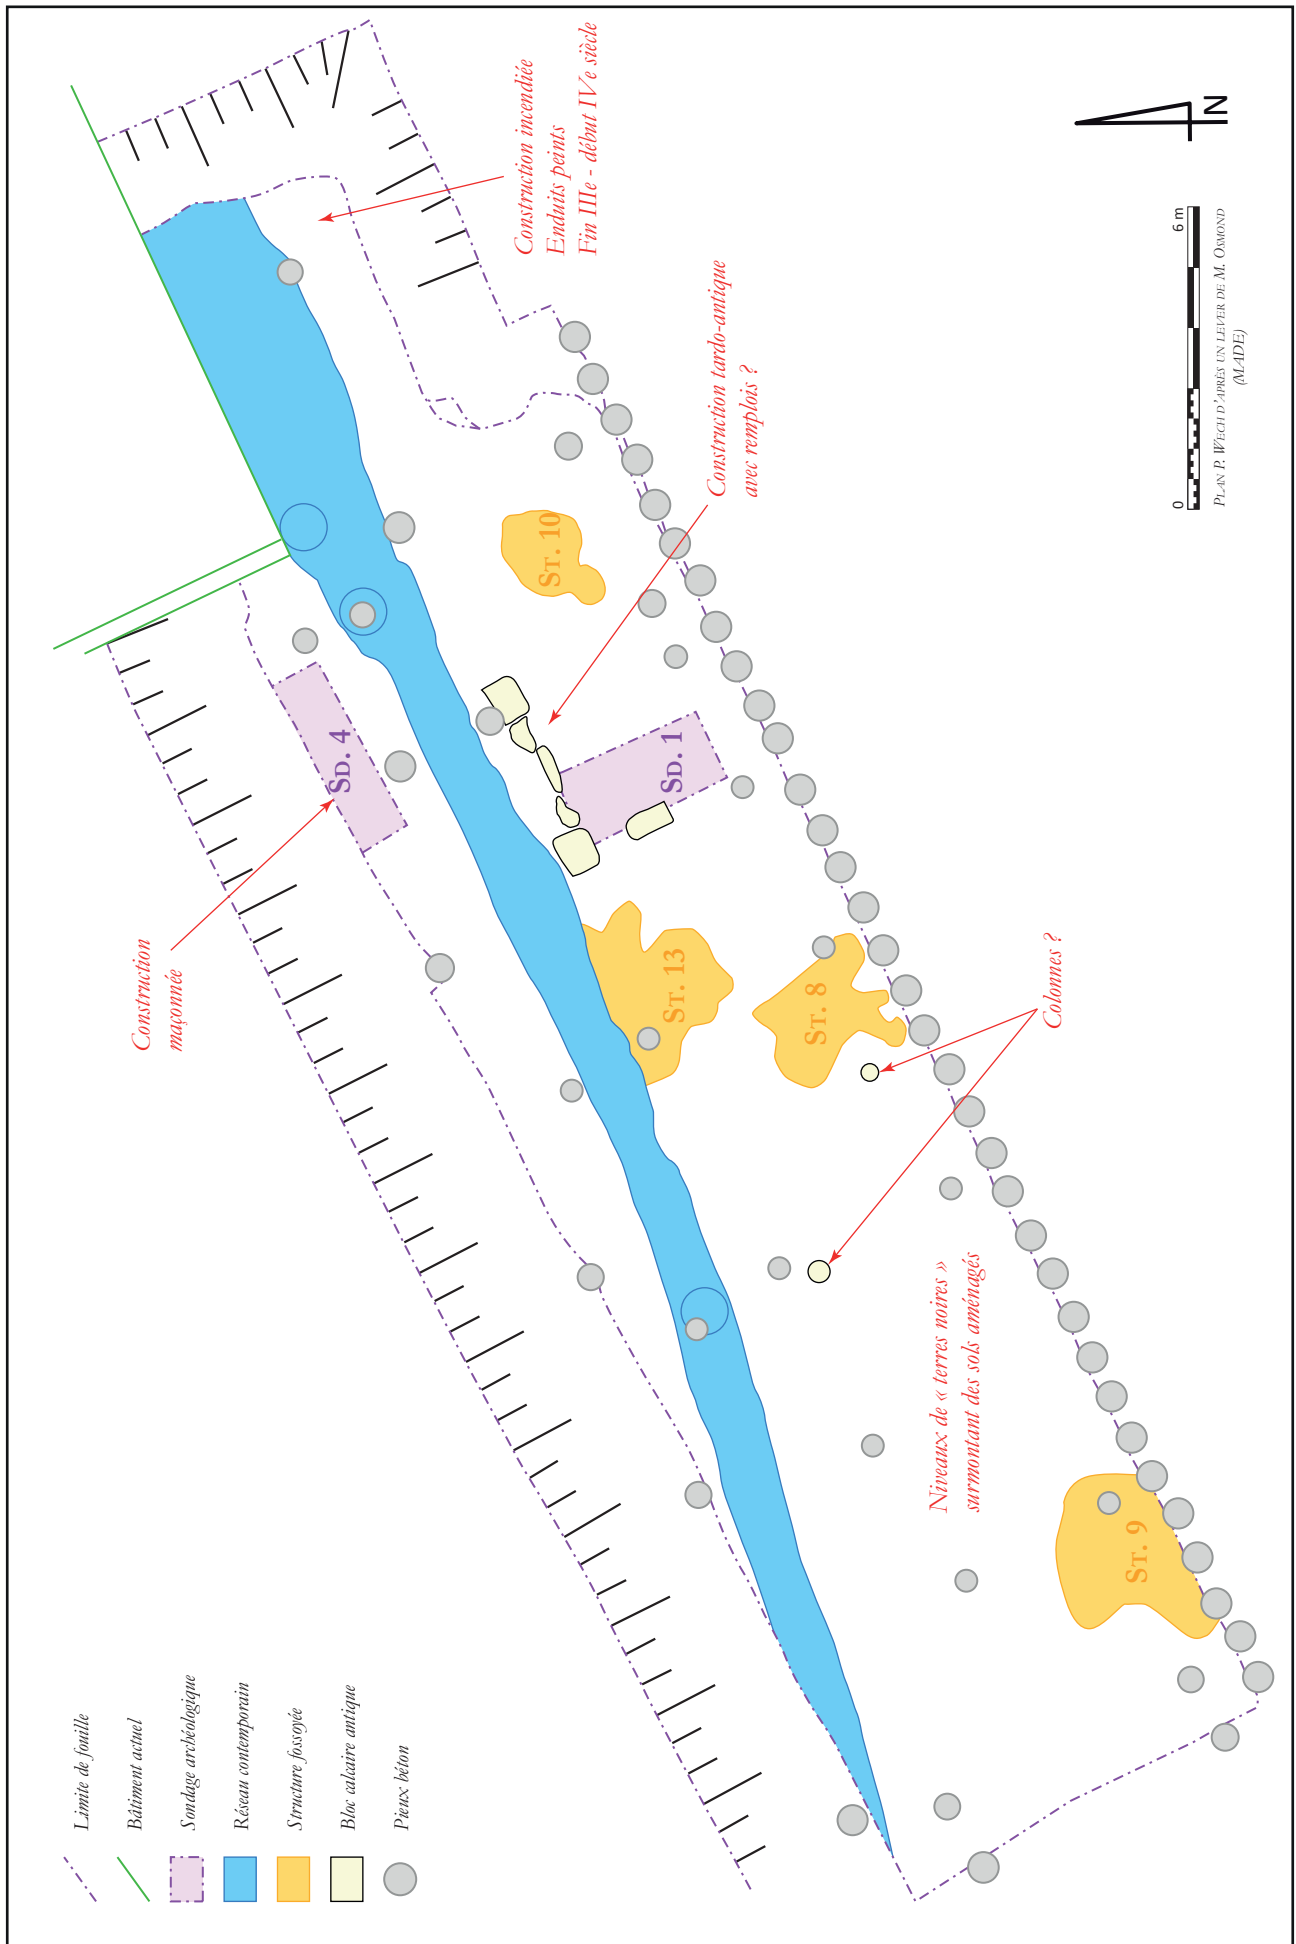 Construction incendiée
Enduits peints
Fin IIIe - début IVe siècle
Construction tardo-antique
avec remplois ?
Construction
maçonnée
Colonnes ?
Niveaux de « terres noires »
surmontant des sols aménagés
St. 10
Sd. 4
Sd. 1
St. 13
St. 8
St. 9
N
0
6 m
Plan P. Wech d'après un lever de M. Osmond
(MADE)
Limite de fouille
Bâtiment actuel
Sondage archéologique
Réseau contemporain
Structure fossoyée
Bloc calcaire antique
Pieux béton